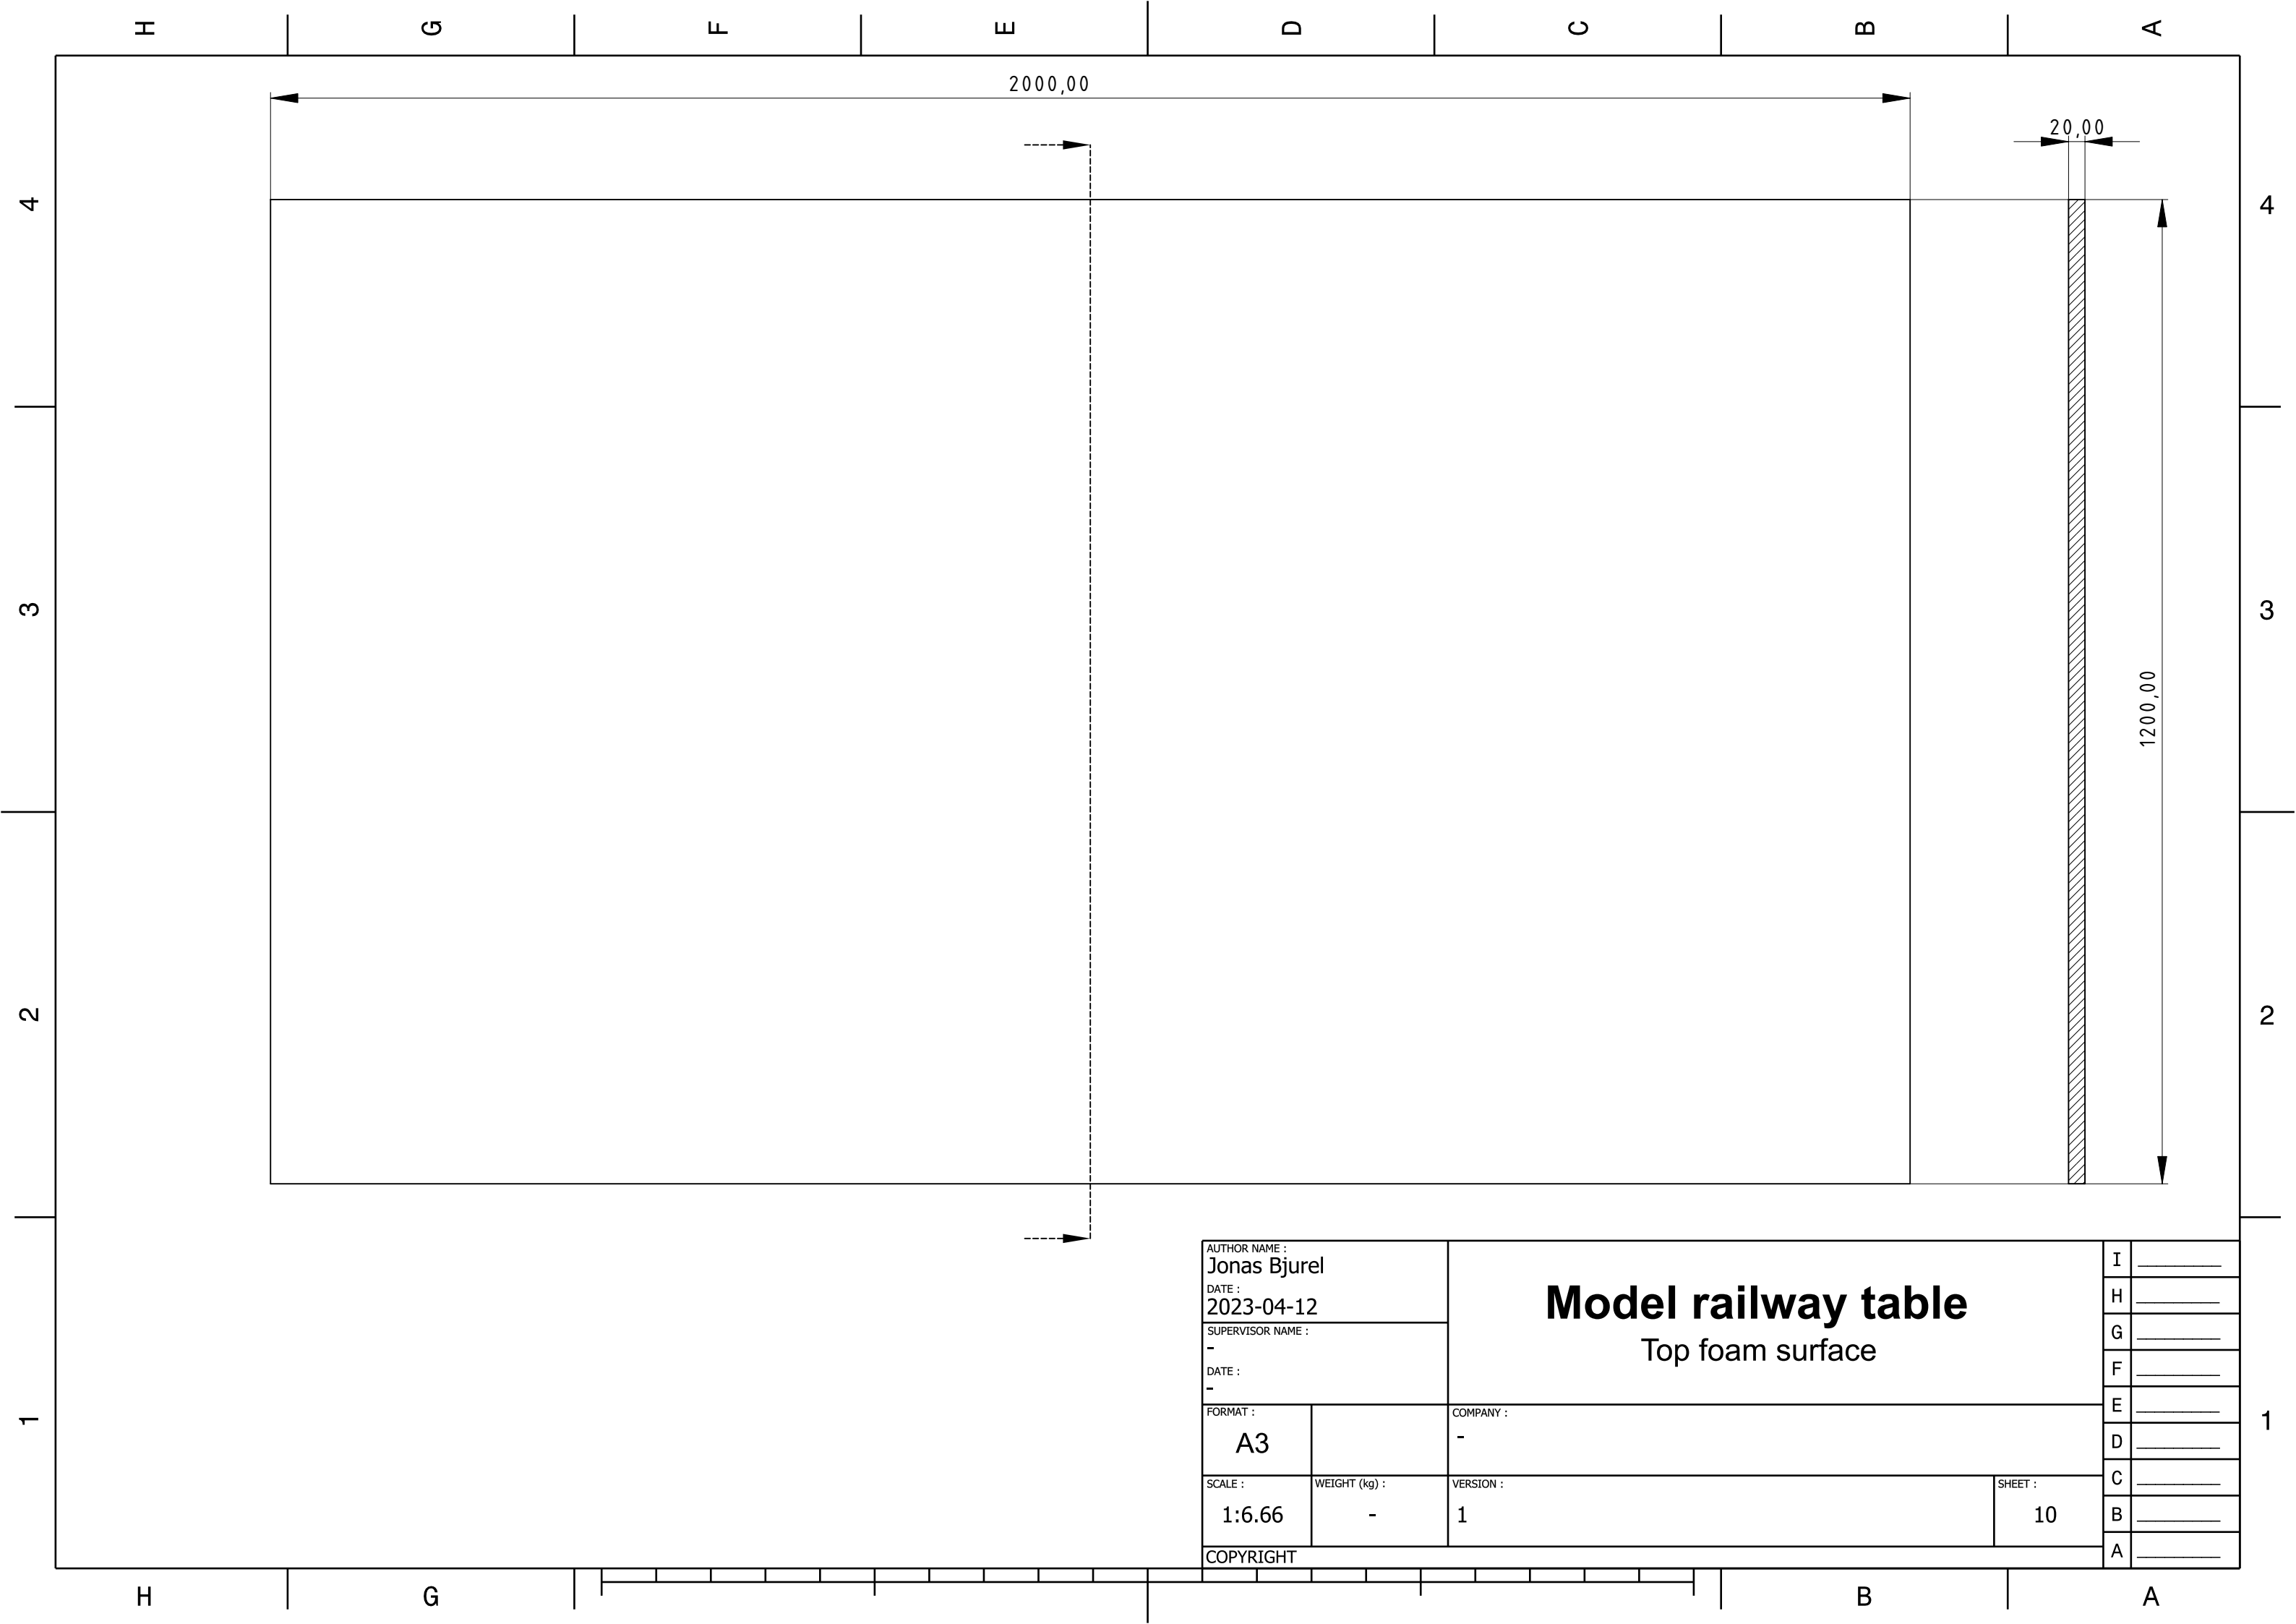 H G F E D C B A
2000,00
20,00
4 4
3 3
1200,00
2 2
AUTHOR NAME :
Jonas Bjurel
DATE :
2023-04-12
SUPERVISOR NAME :
-
DATE :
-
Model railway table
Top foam surface
FORMAT :
A3
COMPANY :
-
SCALE :
1:6.66
WEIGHT (kg) :
-
VERSION :
1
SHEET :
10
COPYRIGHT
I
H
G
F
E
D
C
B
A
1 1
H G B A